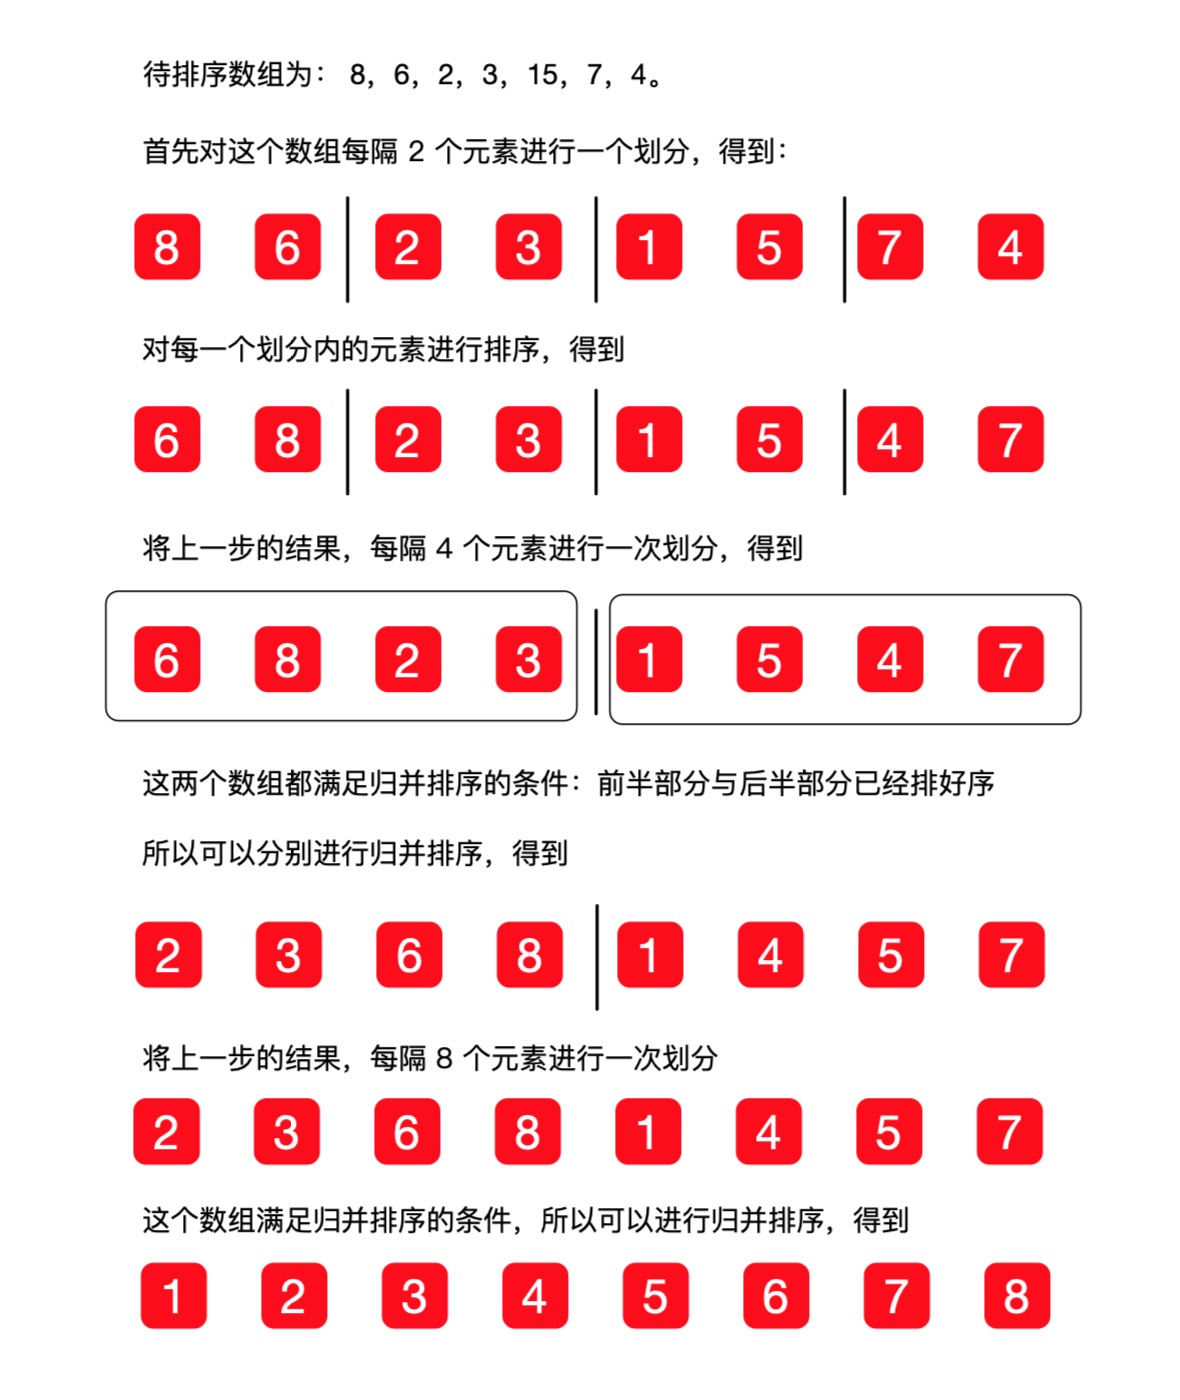 待排序数组为： 8，6，2，3，15，7，4。
首先对这个数组每隔 2 个元素进行一个划分，得到：
8 6 2 3 1 5 7 4
对每一个划分内的元素进行排序，得到
6 8 2 3 1 5 4 7
将上一步的结果，每隔 4 个元素进行一次划分，得到
6 8 2 3 1 5 4 7
这两个数组都满足归并排序的条件：前半部分与后半部分已经排好序
所以可以分别进行归并排序，得到
2 3 6 8 1 4 5 7
将上一步的结果，每隔 8 个元素进行一次划分
2 3 6 8 1 4 5 7
这个数组满足归并排序的条件，所以可以进行归并排序，得到
1 2 3 4 5 6 7 8